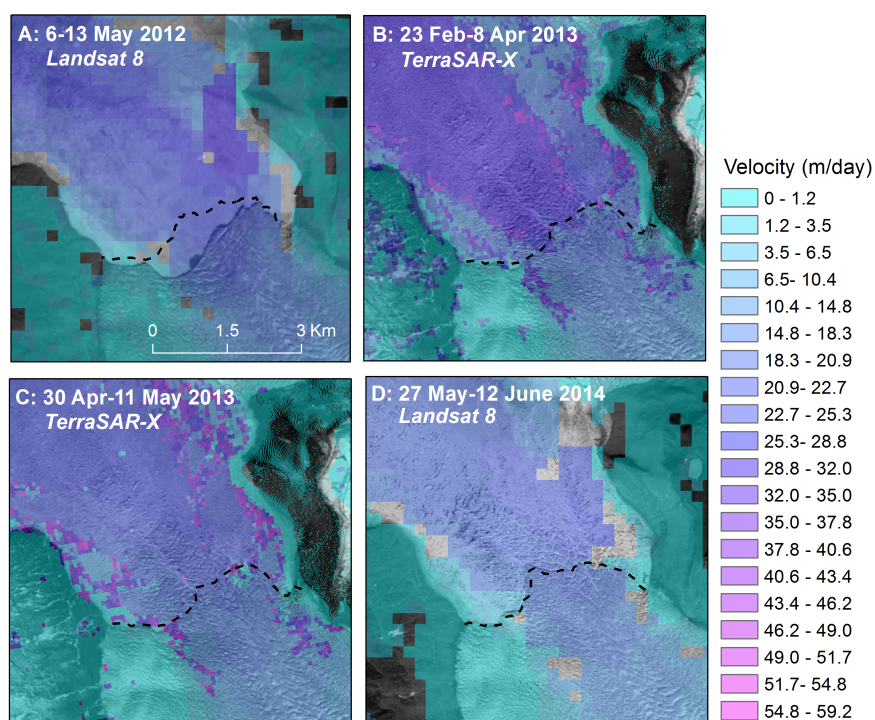 A: 6-13 May 2012
Landsat 8
B: 23 Feb-8 Apr 2013
TerraSAR-X
0 1.5 3 Km
C: 30 Apr-11 May 2013
TerraSAR-X
D: 27 May-12 June 2014
Landsat 8
Velocity (m/day)
0 - 1.2
1.2 - 3.5
3.5 - 6.5
6.5- 10.4
10.4 - 14.8
14.8 - 18.3
18.3 - 20.9
20.9- 22.7
22.7 - 25.3
25.3- 28.8
28.8 - 32.0
32.0 - 35.0
35.0 - 37.8
37.8 - 40.6
40.6 - 43.4
43.4 - 46.2
46.2 - 49.0
49.0 - 51.7
51.7- 54.8
54.8 - 59.2